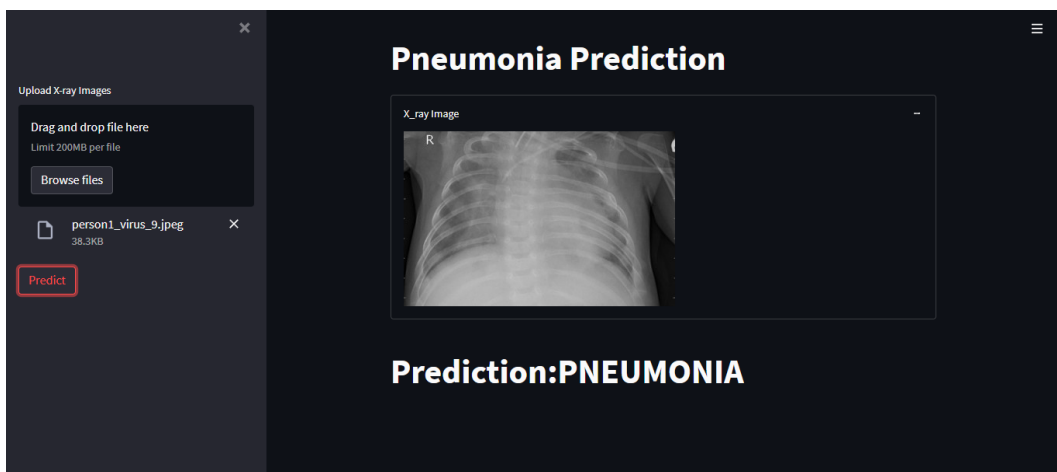 Upload X-ray Images
Drag and drop file here
Limit 200MB per file
Browse files
person1_virus_9.jpeg
38.3KB
Predict
Pneumonia Prediction
X_ray Image
R
Prediction:PNEUMONIA